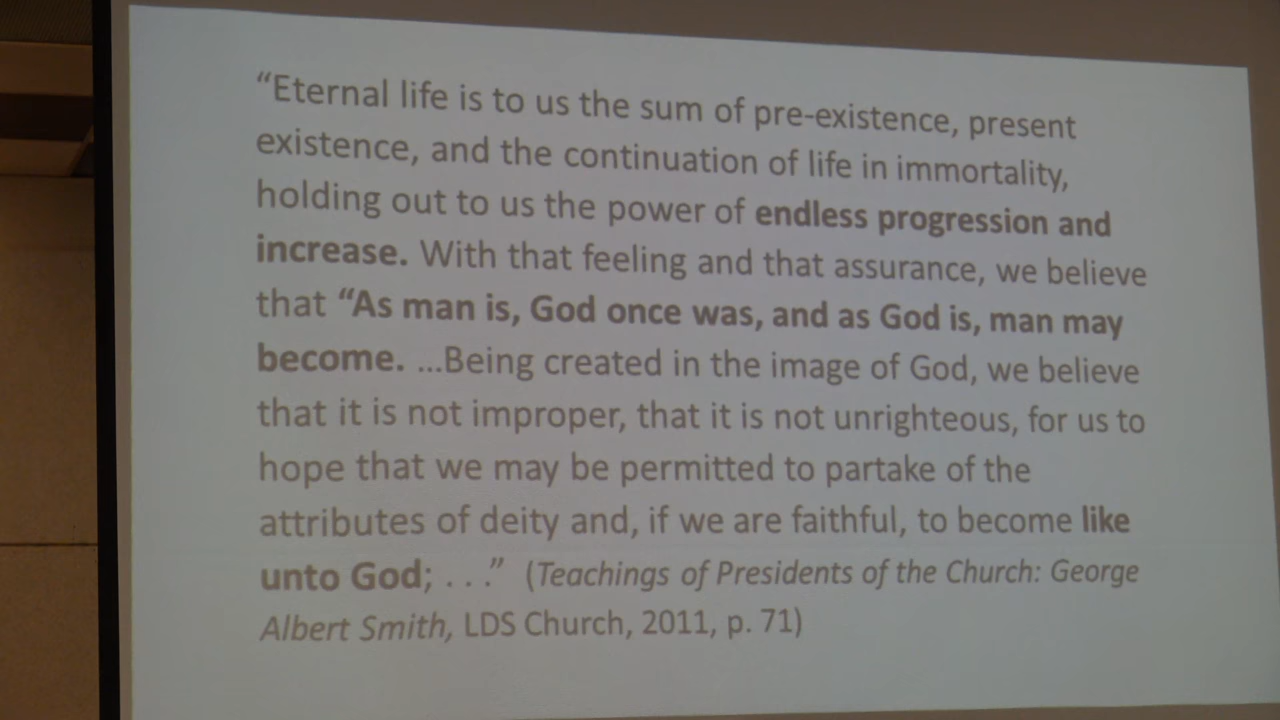 “Eternal life is to us the sum of pre-existence, present
existence, and the continuation of life in immortality,
holding out to us the power of endless progression and
increase. With that feeling and that assurance, we believe
that “As man is, God once was, and as God is, man may
become. ...Being created in the image of God, we believe
that it is not improper, that it is not unrighteous, for us to
hope that we may be permitted to partake of the
attributes of deity and, if we are faithful, to become like
unto God; . . .” (Teachings of Presidents of the Church: George
Albert Smith, LDS Church, 2011, p. 71)